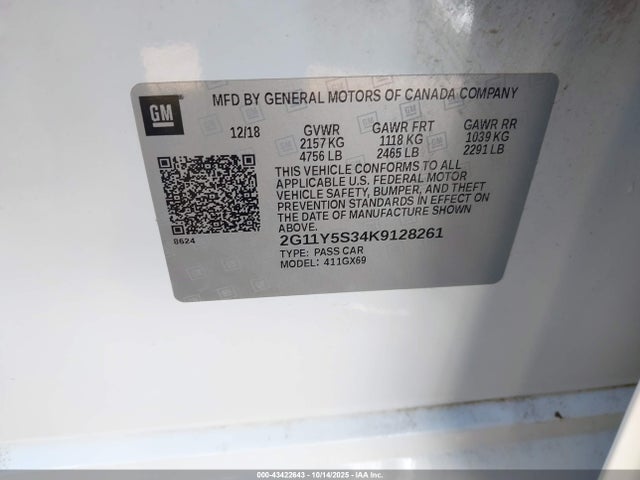 GM
MFD BY GENERAL MOTORS OF CANADA COMPANY
12/18 GVWR GAWR FRT GAWR RR
2157 KG 1118 KG 1039 KG
4756 LB 2465 LB 2291 LB
THIS VEHICLE CONFORMS TO ALL
APPLICABLE U.S. FEDERAL MOTOR
VEHICLE SAFETY, BUMPER, AND THEFT
PREVENTION STANDARDS IN EFFECT ON
THE DATE OF MANUFACTURE SHOWN
ABOVE.
8624
2G11Y5S34K9128261
TYPE: PASS CAR
MODEL: 411GX69
000-43422643 | 10/14/2025 | IAA